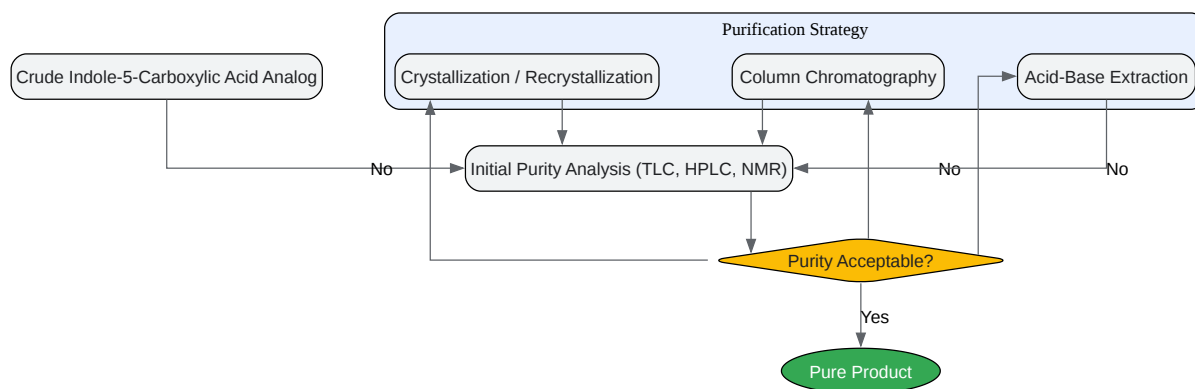 Purification Strategy
Crude Indole-5-Carboxylic Acid Analog
Crystallization / Recrystallization
Column Chromatography
Acid-Base Extraction
No
Initial Purity Analysis (TLC, HPLC, NMR)
No
No
Purity Acceptable?
Yes
Pure Product